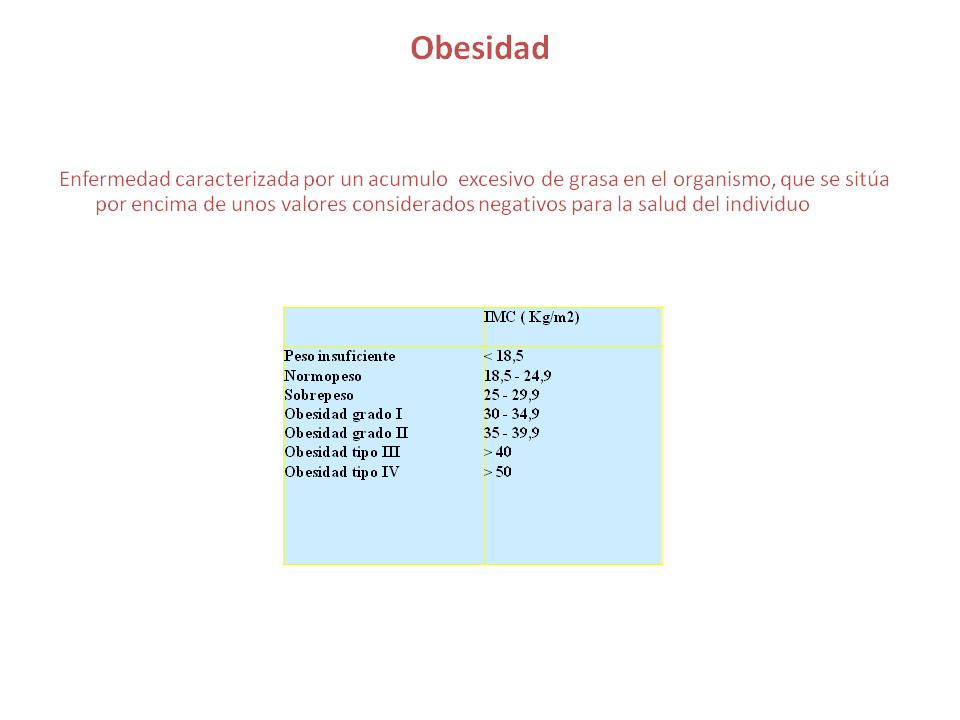 Obesidad
Enfermedad caracterizada por un acumulo excesivo de grasa en el organismo, que se sitúa
por encima de unos valores considerados negativos para la salud del individuo
IMC ( Kg/m2)
Peso insuficiente < 18,5
Normopeso 18,5 - 24,9
Sobrepeso 25 - 29,9
Obesidad grado I 30 - 34,9
Obesidad grado II 35 - 39,9
Obesidad tipo III > 40
Obesidad tipo IV > 50